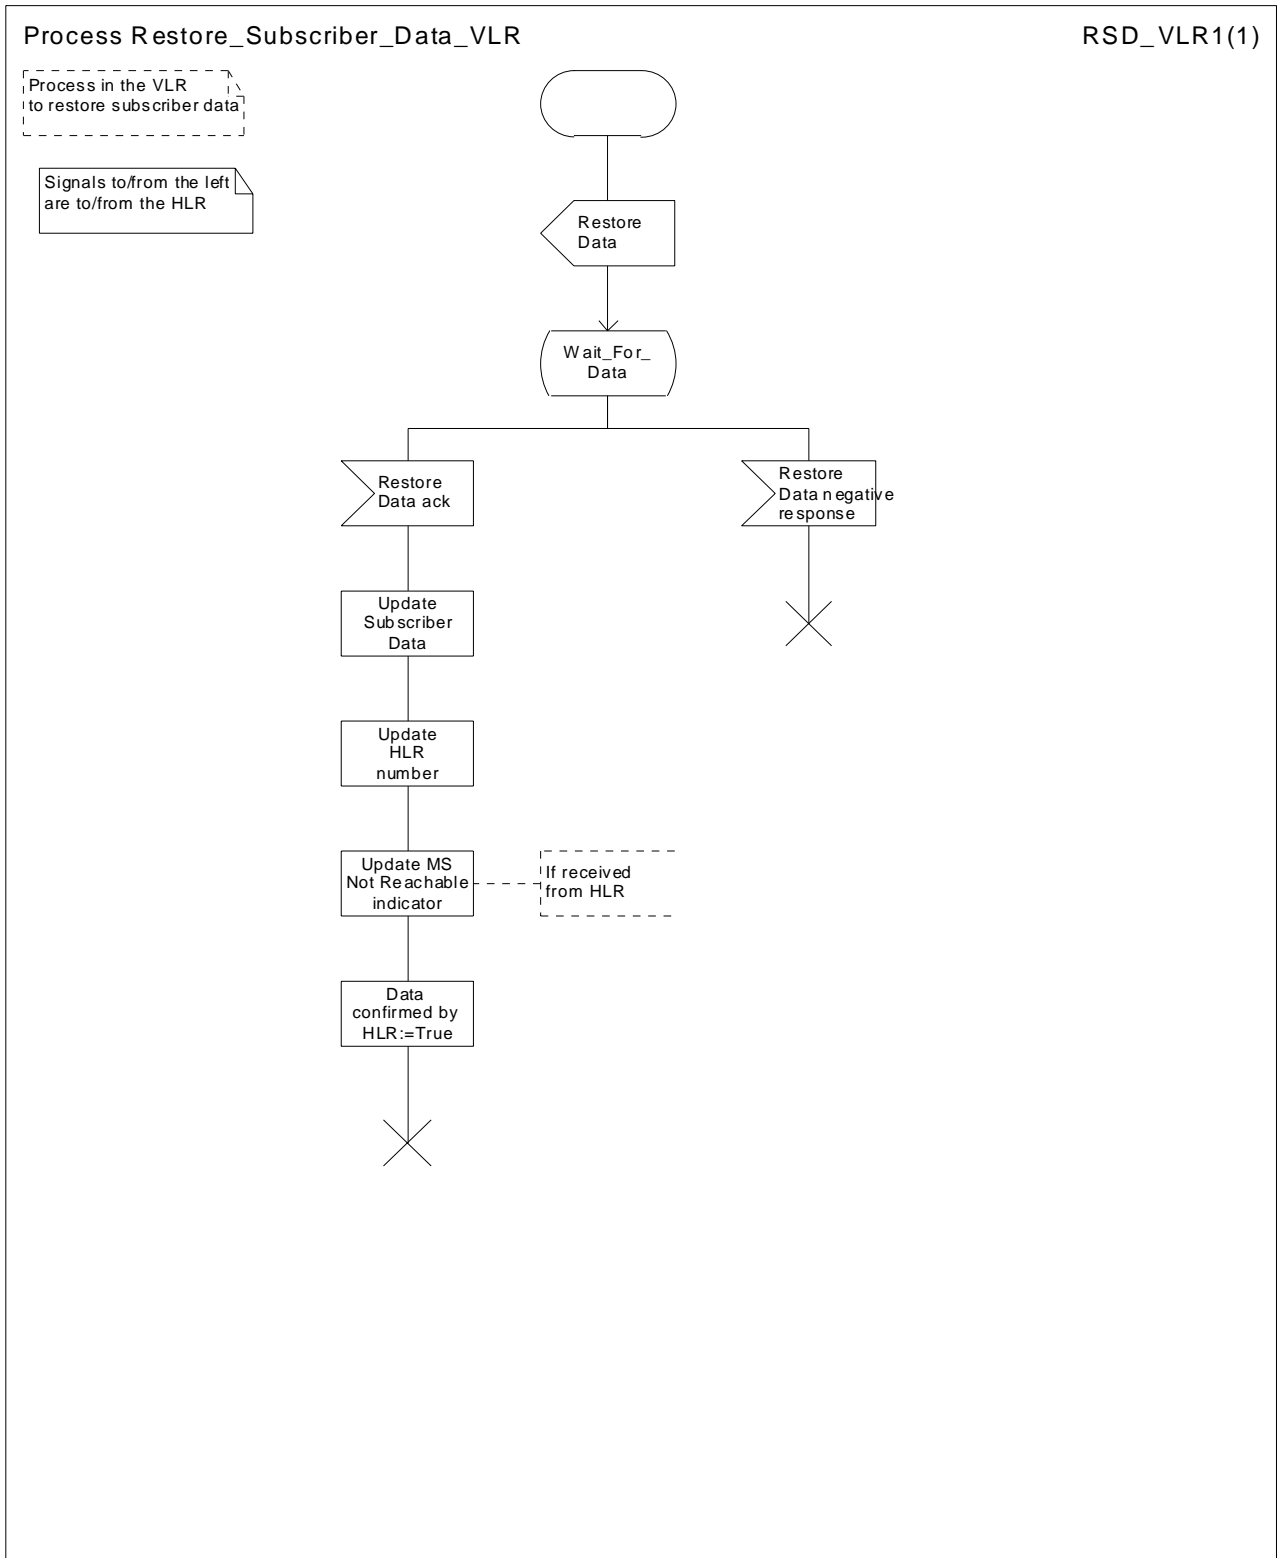 Process Restore_Subscriber_Data_VLR
RSD_VLR1(1)
Process in the VLR
to restore subscriber data
Signals to/from the left
are to/from the HLR
Restore
Data
Wait_For_
Data
Restore
Data ack
Restore
Data negative
response
Update
Subscriber
Data
Update
HLR
number
Update MS
Not Reachable
indicator
If received
from HLR
Data
confirmed by
HLR:=True